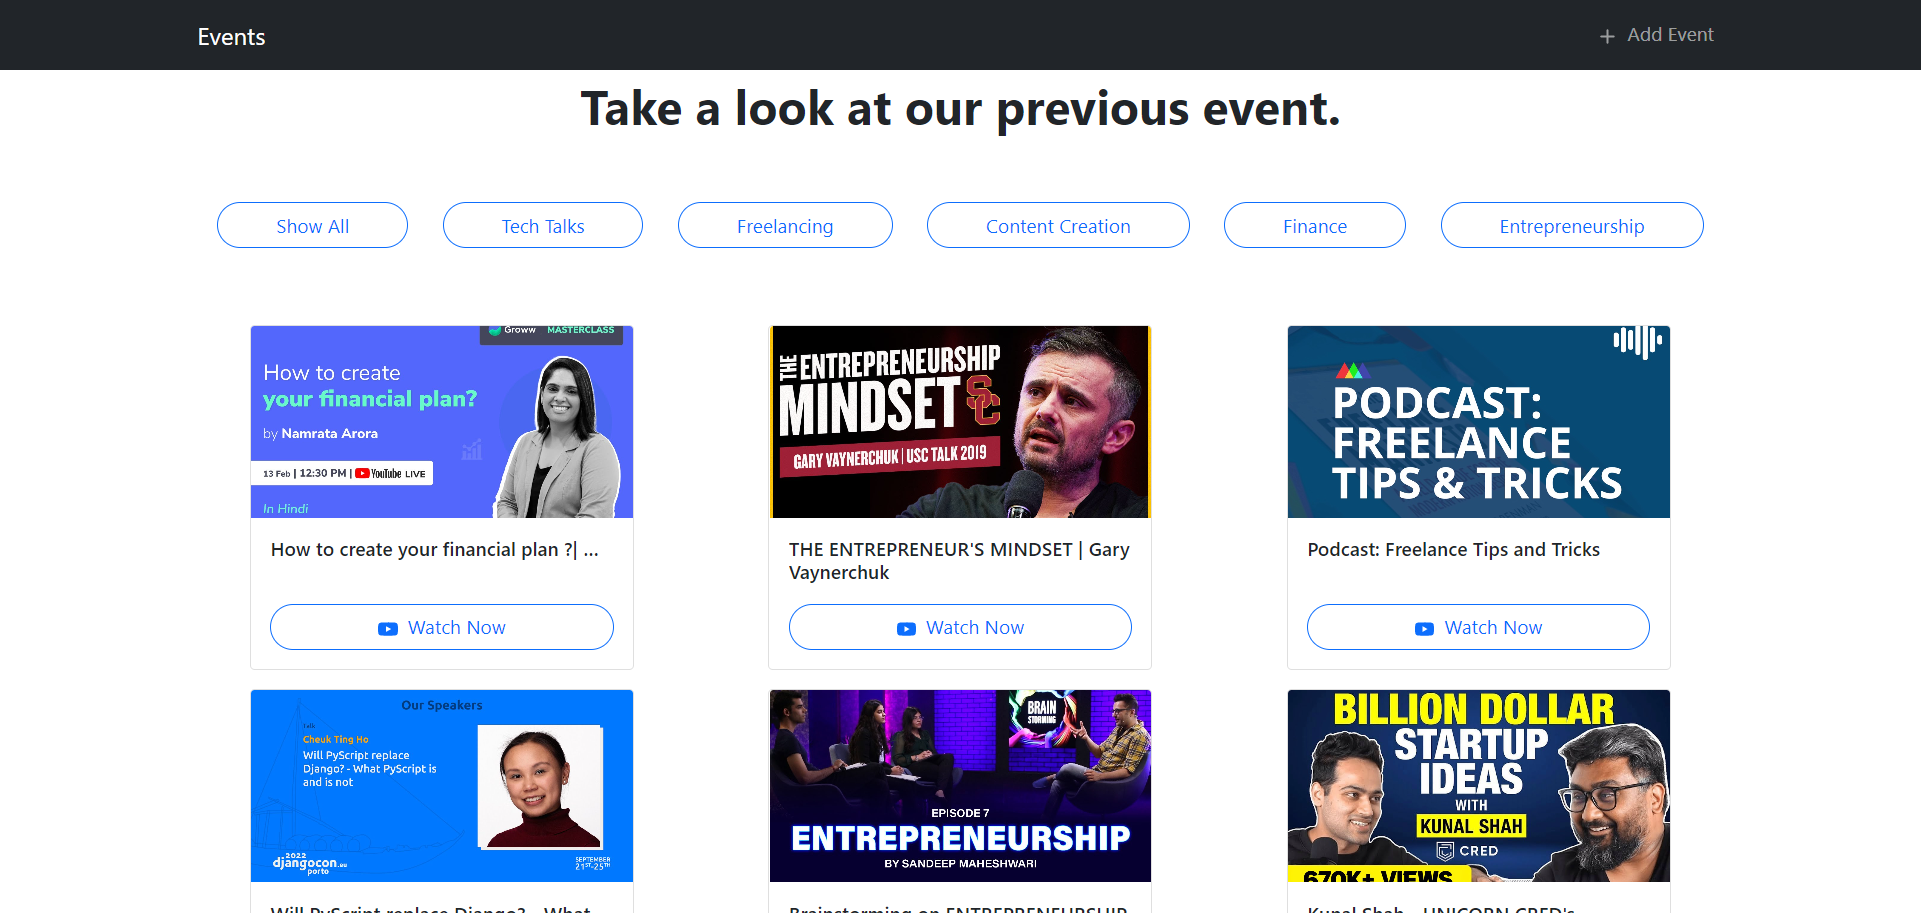 Events
Add Event
Take a look at our previous event.
Show All
Tech Talks
Freelancing
Content Creation
Finance
Entrepreneurship
Groww MASTERCLASS
How to create
your financial plan?
by Namrata Arora
13 Feb | 12:30 PM | YouTube LIVE
In Hindi
How to create your financial plan ?| ...
Watch Now
THE ENTREPRENEURSHIP
MINDSET SC
GARY VAYNERCHUK | USC TALK 2019
THE ENTREPRENEUR'S MINDSET | Gary
Vaynerchuk
Watch Now
PODCAST:
FREELANCE
TIPS & TRICKS
Podcast: Freelance Tips and Tricks
Watch Now
Our Speakers
Talk
Cheuk Ting Ho
Will PyScript replace
Django? - What PyScript is
and is not
2022
djangocon.eu
porto
SEPTEMBER
21ST-25TH
Will PyScript replace Django? - What
BRAIN
STORMING
EPISODE 7
ENTREPRENEURSHIP
BY SANDEEP MAHESHWARI
Brainstorming on ENTREPRENEURSHIP
BILLION DOLLAR
STARTUP
IDEAS
WITH
KUNAL SHAH
CRED
670K+ VIEWS
Kunal Shah - UNICORN CRED's